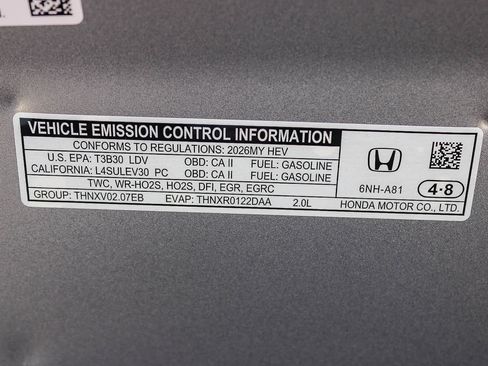 VEHICLE EMISSION CONTROL INFORMATION
CONFORMS TO REGULATIONS: 2026MY HEV
U.S. EPA: T3B30 LDV OBD: CA II FUEL: GASOLINE
CALIFORNIA: L4SULEV30 PC OBD: CA II FUEL: GASOLINE
TWC, WR-HO2S, HO2S, DFI, EGR, EGRC
GROUP: THNXV02.07EB EVAP: THNXR0122DAA 2.0L
6NH-A81 4-8
HONDA MOTOR CO., LTD.